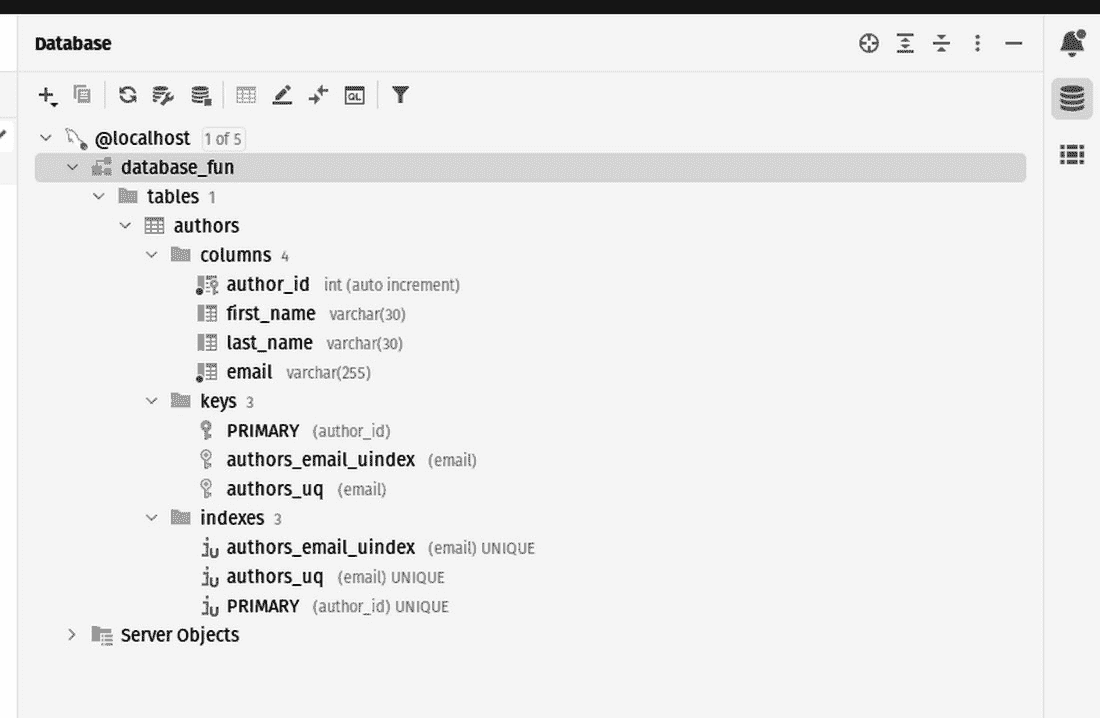 Database
QL
@localhost 1 of 5
database_fun
tables 1
authors
columns 4
author_id int (auto increment)
first_name varchar(30)
last_name varchar(30)
email varchar(255)
keys 3
PRIMARY (author_id)
authors_email_uindex (email)
authors_uq (email)
indexes 3
authors_email_uindex (email) UNIQUE
authors_uq (email) UNIQUE
PRIMARY (author_id) UNIQUE
Server Objects